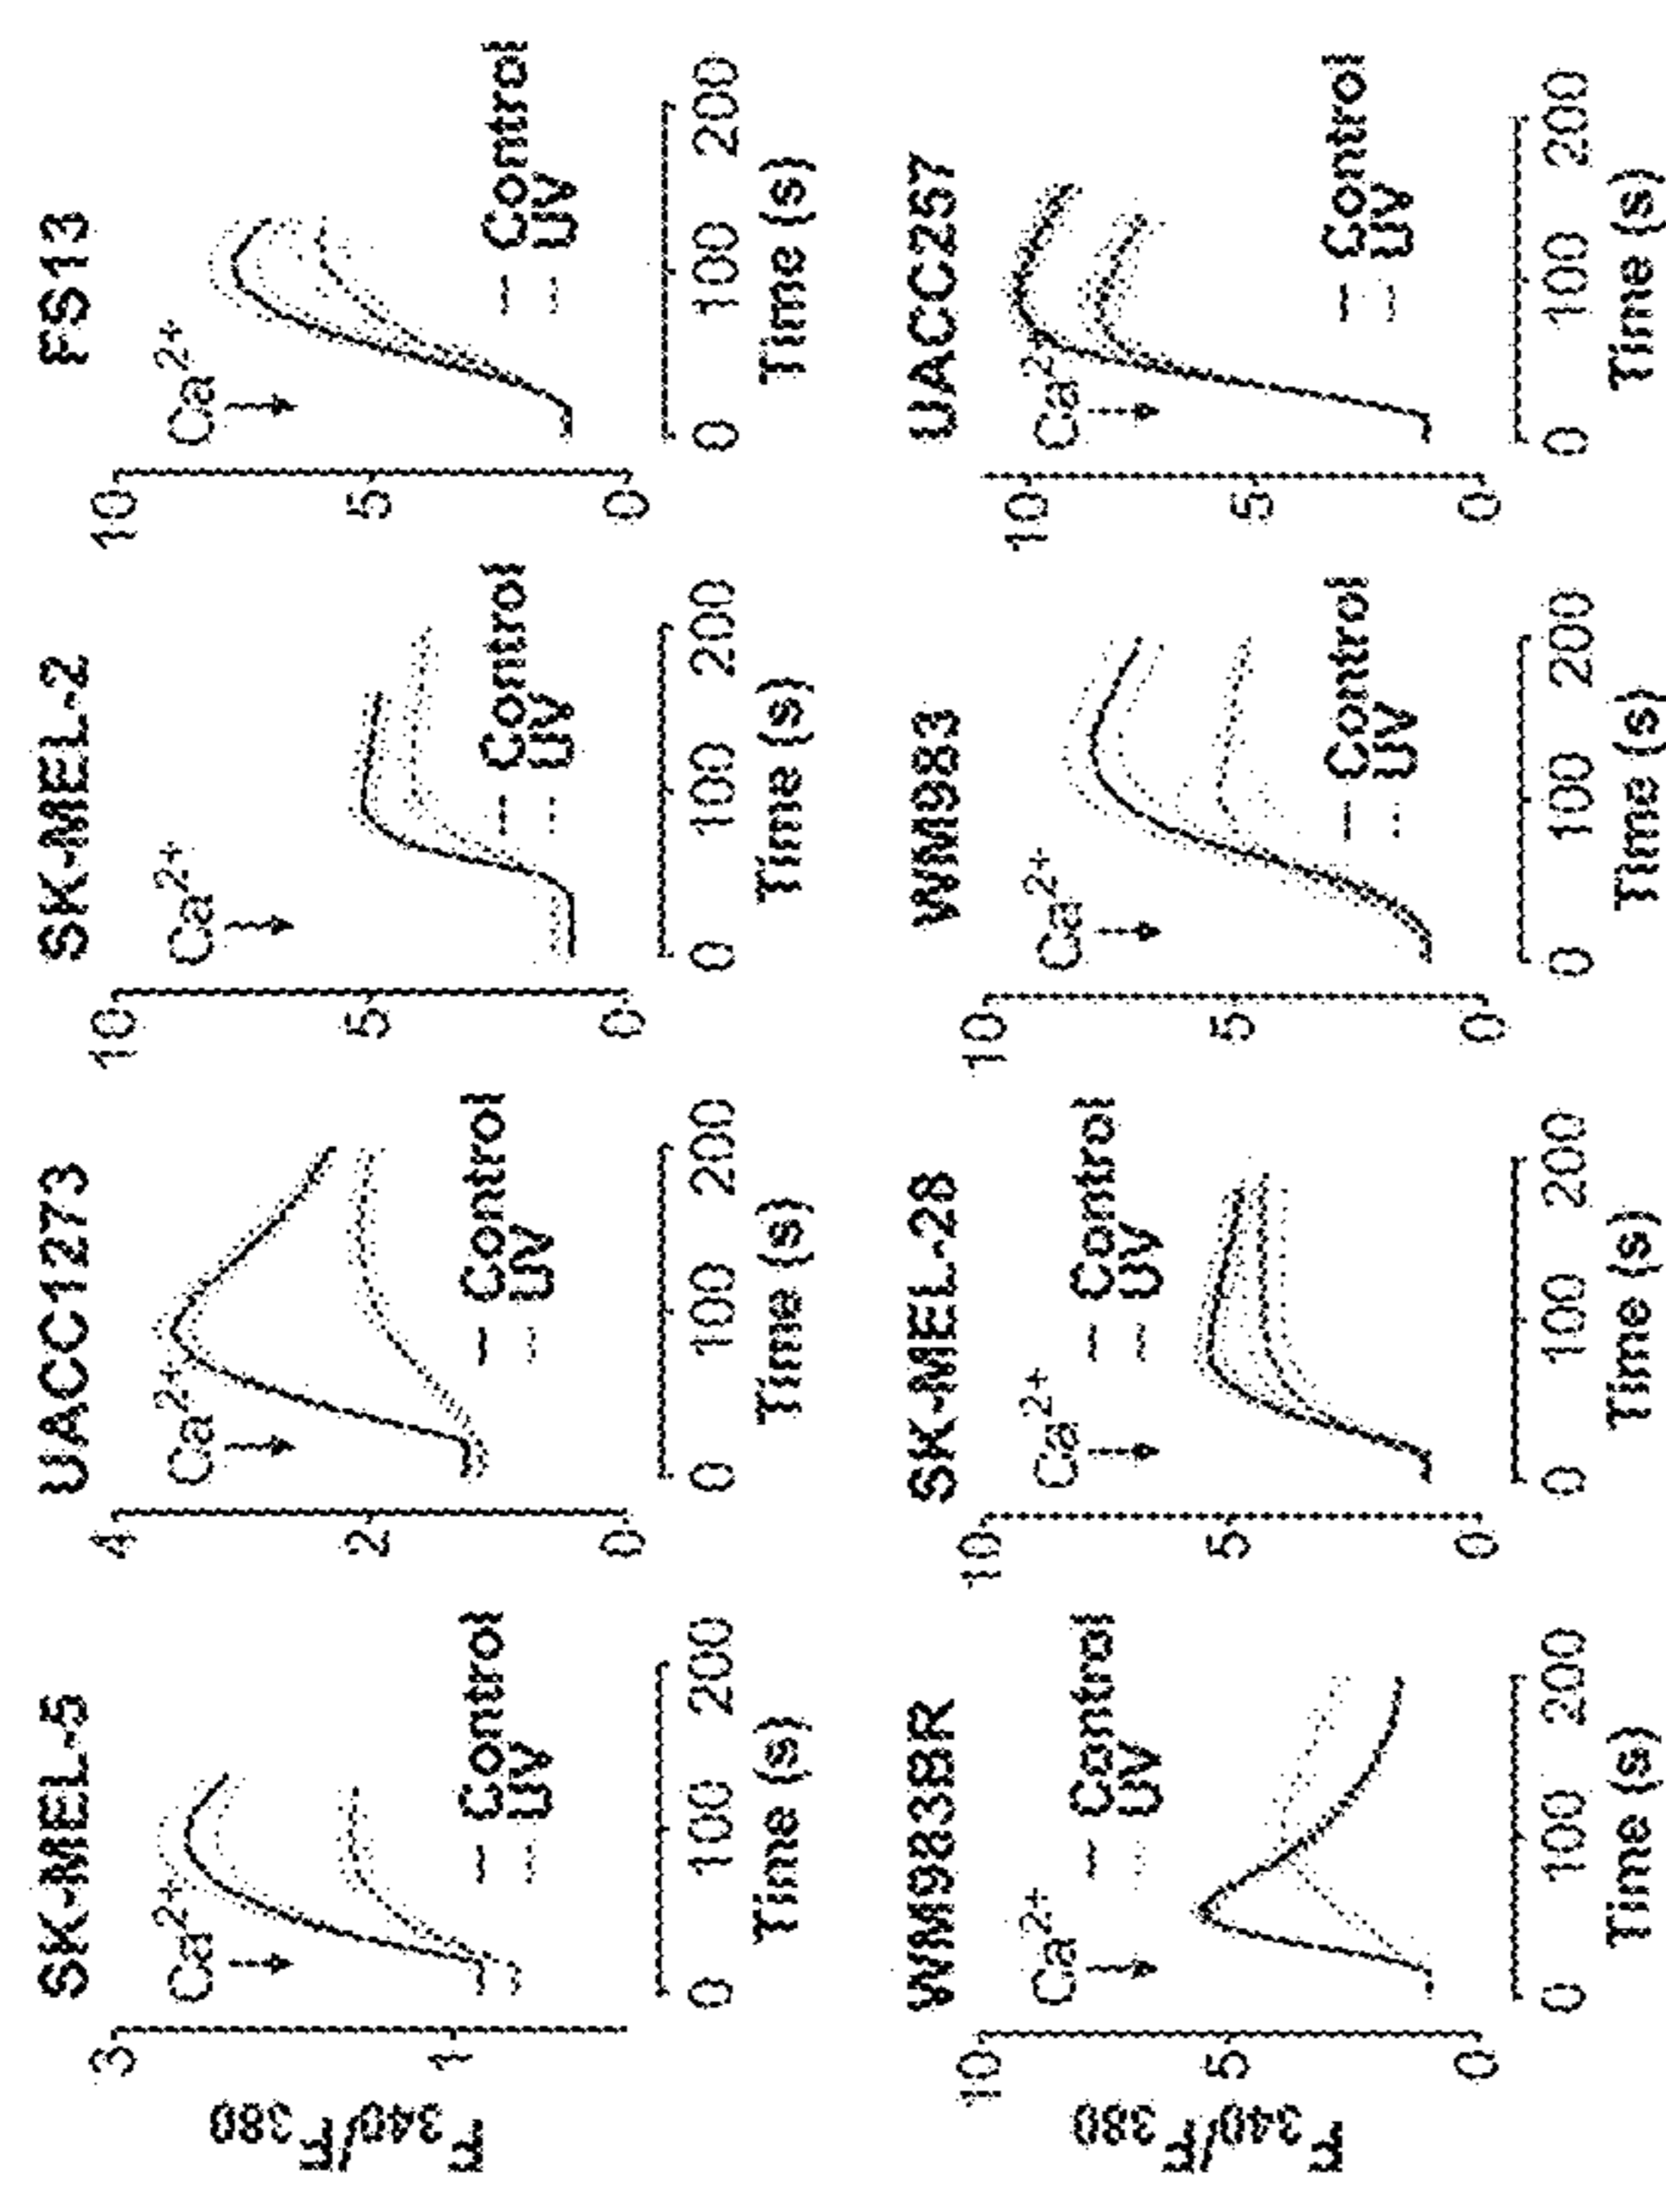 SK-MEL-5
UACC1273
SK-MEL-2
FS13
F340/F380
3
1
Ca2+
Control
UV
0 100 200
Time (s)
4
2
0
Ca2+
Control
UV
0 100 200
Time (s)
10
5
0
Ca2+
Control
UV
0 100 200
Time (s)
10
5
0
Ca2+
Control
UV
0 100 200
Time (s)
WM983BR
SK-MEL-28
WM983
UACC257
F340/F380
10
5
0
Ca2+
Control
UV
0 100 200
Time (s)
10
5
0
Ca2+
Control
UV
0 100 200
Time (s)
10
5
0
Ca2+
Control
UV
0 100 200
Time (s)
10
5
0
Ca2+
Control
UV
0 100 200
Time (s)